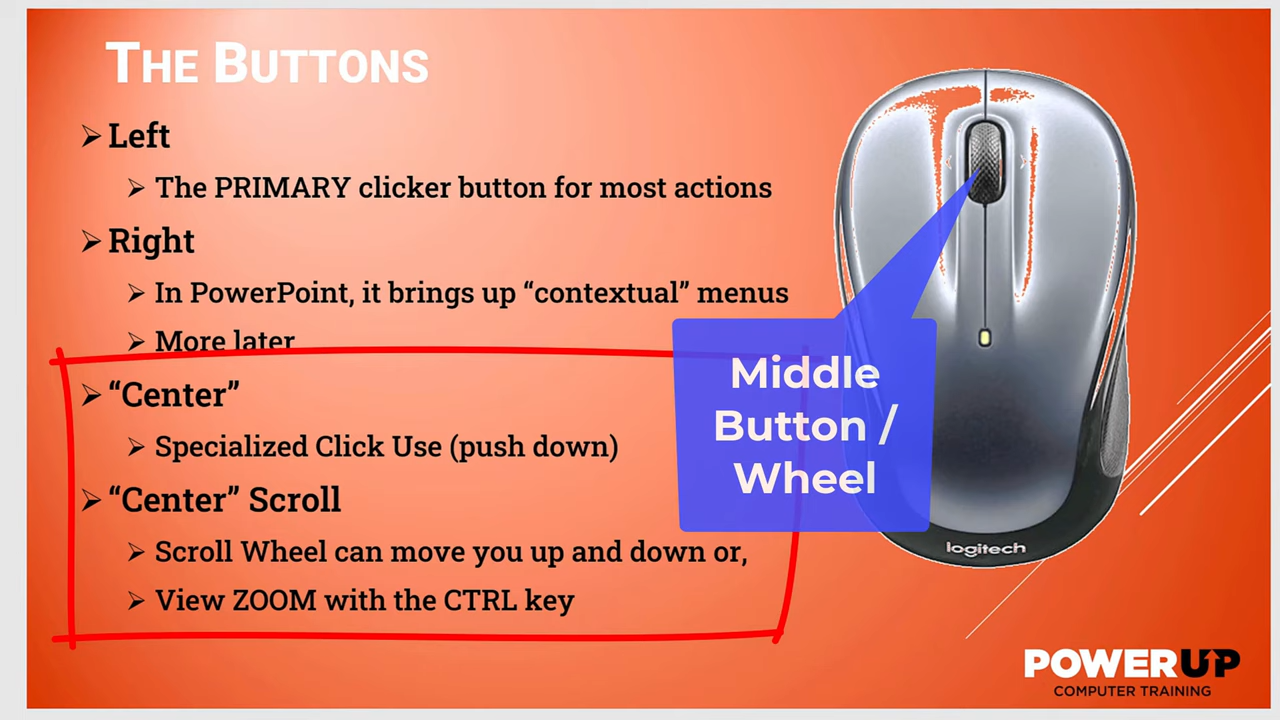 THE BUTTONS
Left
The PRIMARY clicker button for most actions
Right
In PowerPoint, it brings up “contextual” menus
More later
“Center”
Specialized Click Use (push down)
“Center” Scroll
Scroll Wheel can move you up and down or,
View ZOOM with the CTRL key
Middle
Button /
Wheel
logitech
POWERUP
COMPUTER TRAINING